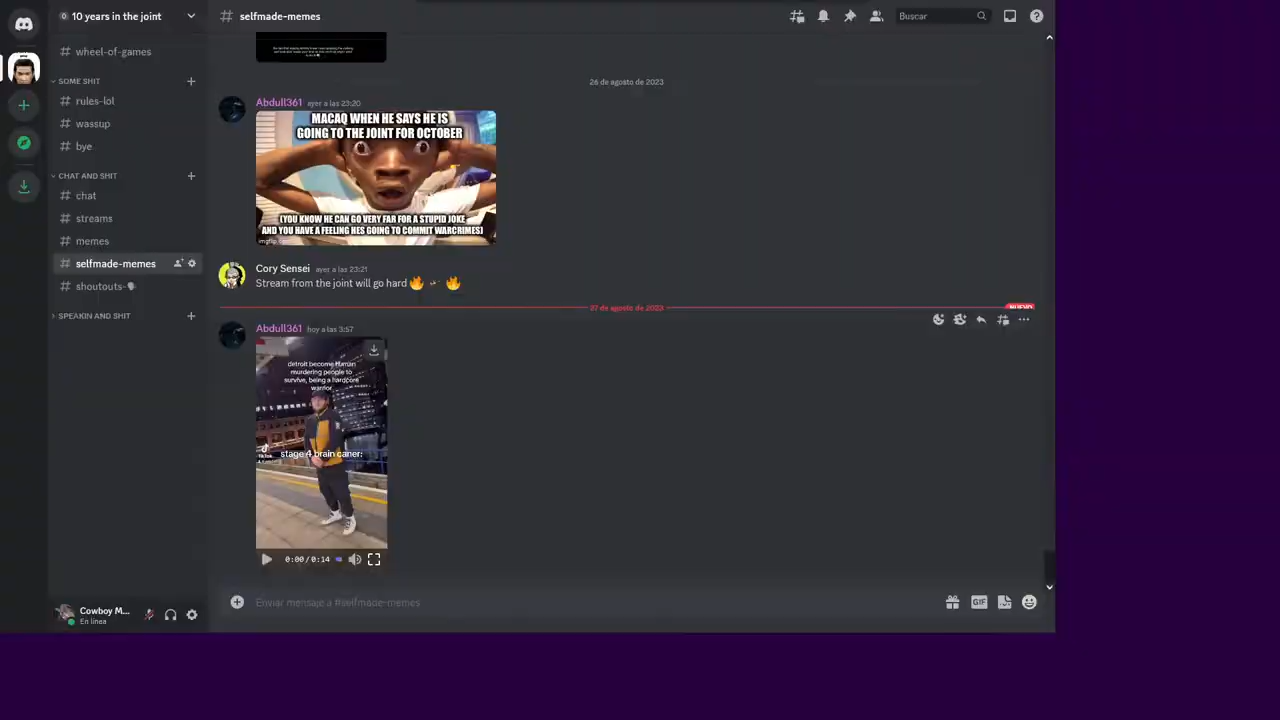 10 years in the joint
selfmade-memes
Buscar
wheel-of-games
SOME SHIT
rules-lol
wassup
bye
CHAT AND SHIT
chat
streams
memes
selfmade-memes
shoutouts-
SPEAKIN AND SHIT
26 de agosto de 2023
Abdull361 ayer a las 23:20
MACAQ WHEN HE SAYS HE IS
GOING TO THE JOINT FOR OCTOBER
(YOU KNOW HE CAN GO VERY FAR FOR A STUPID JOKE
AND YOU HAVE A FEELING HES GOING TO COMMIT WARCRIMES)
Cory Sensei ayer a las 23:21
Stream from the joint will go hard
27 de agosto de 2023
NUEVO
Abdull361 hoy a las 3:57
detroit become human
murdering people to
survive, being a hardcore
warrior
stage 4 brain caner:
TikTok
0:00/0:14
Enviar mensaje a #selfmade-memes
GIF
Cowboy M...
En línea